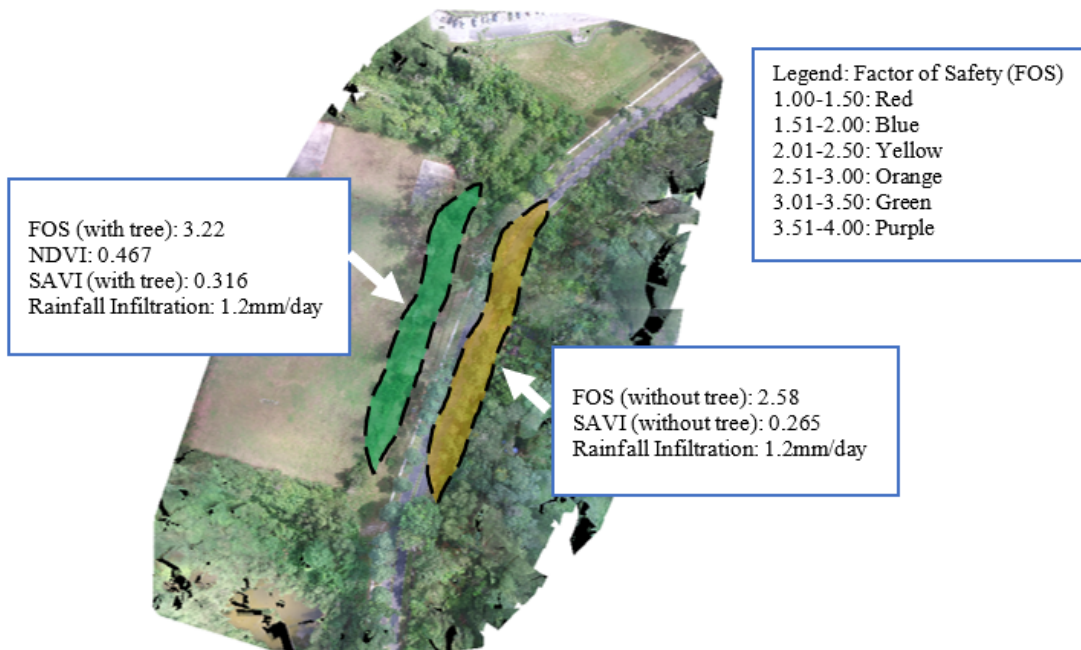 Legend: Factor of Safety (FOS)
1.00-1.50: Red
1.51-2.00: Blue
2.01-2.50: Yellow
2.51-3.00: Orange
3.01-3.50: Green
3.51-4.00: Purple
FOS (with tree): 3.22
NDVI: 0.467
SAVI (with tree): 0.316
Rainfall Infiltration: 1.2mm/day
FOS (without tree): 2.58
SAVI (without tree): 0.265
Rainfall Infiltration: 1.2mm/day